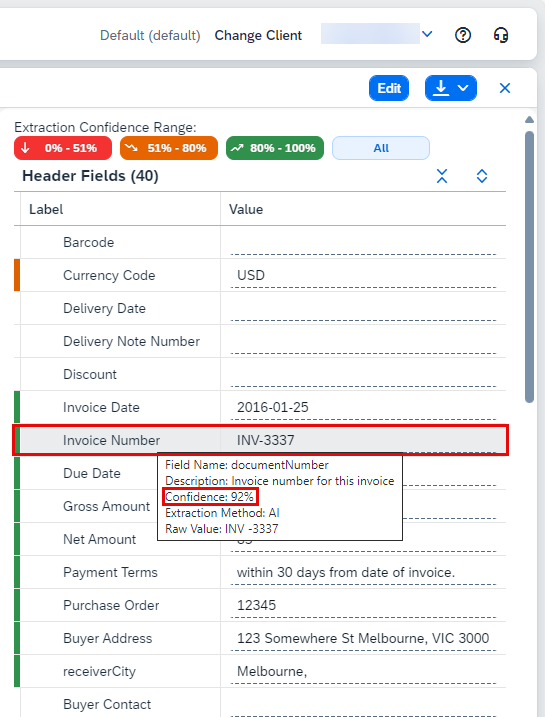 Default (default) Change Client
Edit
Extraction Confidence Range:
0% - 51% 51% - 80% 80% - 100% All
Header Fields (40)
Label Value
Barcode
Currency Code USD
Delivery Date
Delivery Note Number
Discount
Invoice Date 2016-01-25
Invoice Number INV-3337
Field Name: documentNumber
Due Date
Description: Invoice number for this invoice
Confidence: 92%
Gross Amount
Extraction Method: AI
Raw Value: INV -3337
Net Amount
Payment Terms within 30 days from date of invoice.
Purchase Order 12345
Buyer Address 123 Somewhere St Melbourne, VIC 3000
receiverCity Melbourne,
Buyer Contact